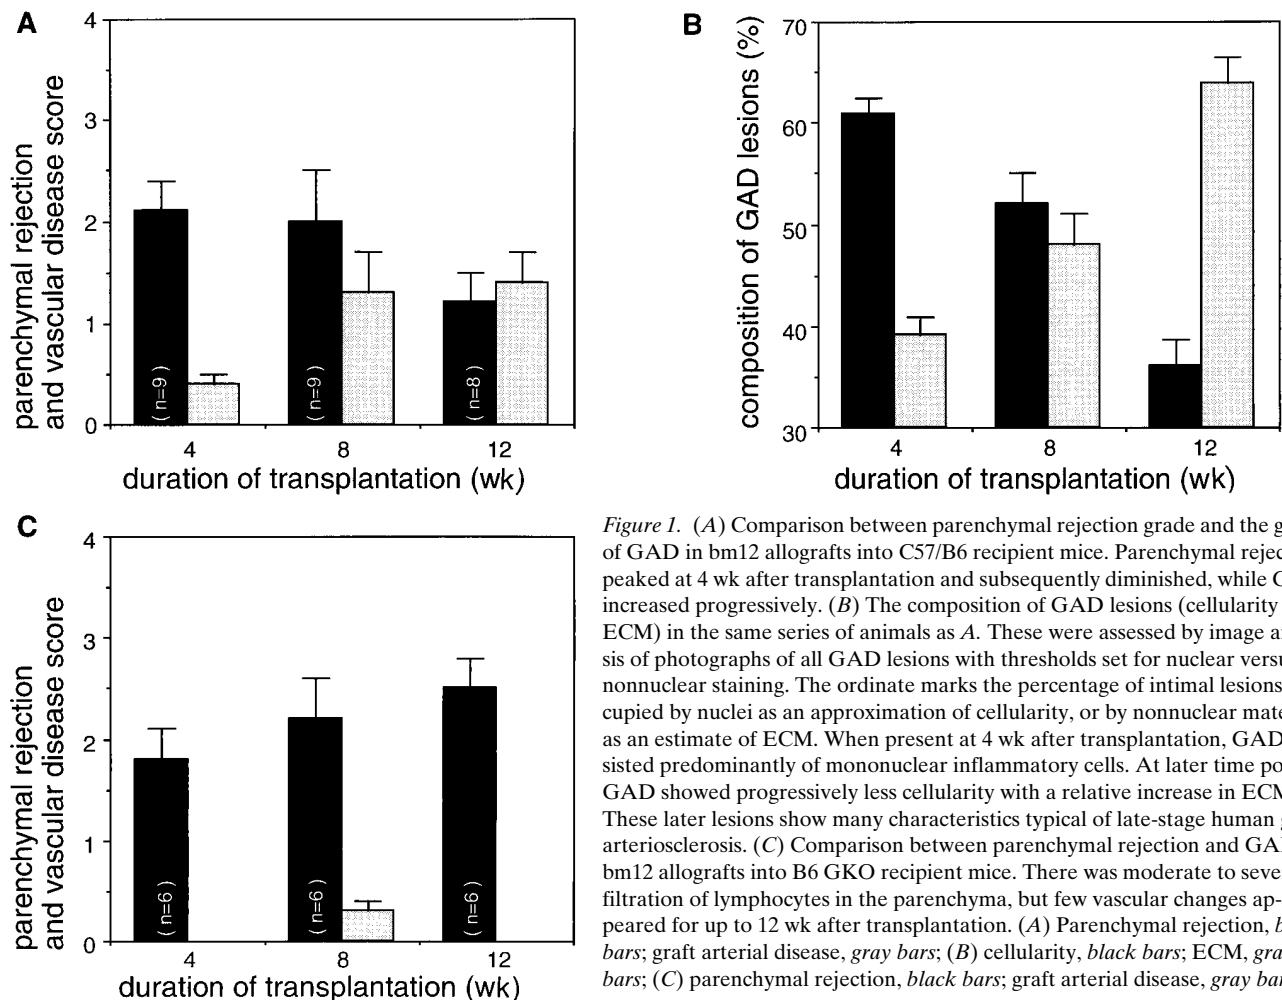 A
4
3
2
1
0
parenchymal rejection
and vascular disease score
( n=9 )
( n=9 )
( n=8 )
4 8 12
duration of transplantation (wk)
B
70
60
50
40
30
composition of GAD lesions (%)
4 8 12
duration of transplantation (wk)
C
4
3
2
1
0
parenchymal rejection
and vascular disease score
( n=6 )
( n=6 )
( n=6 )
4 8 12
duration of transplantation (wk)
Figure 1. (A) Comparison between parenchymal rejection grade and the
of GAD in bm12 allografts into C57/B6 recipient mice. Parenchymal
peaked at 4 wk after transplantation and subsequently diminished, while
increased progressively. (B) The composition of GAD lesions (cellularity
ECM) in the same series of animals as A. These were assessed by image
sis of photographs of all GAD lesions with thresholds set for nuclear
nonnuclear staining. The ordinate marks the percentage of intimal lesions
cupied by nuclei as an approximation of cellularity, or by nonnuclear
as an estimate of ECM. When present at 4 wk after transplantation, GAD
sisted predominantly of mononuclear inflammatory cells. At later time
GAD showed progressively less cellularity with a relative increase in ECM
These later lesions show many characteristics typical of late-stage human
arteriosclerosis. (C) Comparison between parenchymal rejection and
bm12 allografts into B6 GKO recipient mice. There was moderate to
filtration of lymphocytes in the parenchyma, but few vascular changes ap-
peared for up to 12 wk after transplantation. (A) Parenchymal rejection,
bars; graft arterial disease, gray bars; (B) cellularity, black bars; ECM,
bars; (C) parenchymal rejection, black bars; graft arterial disease, gray